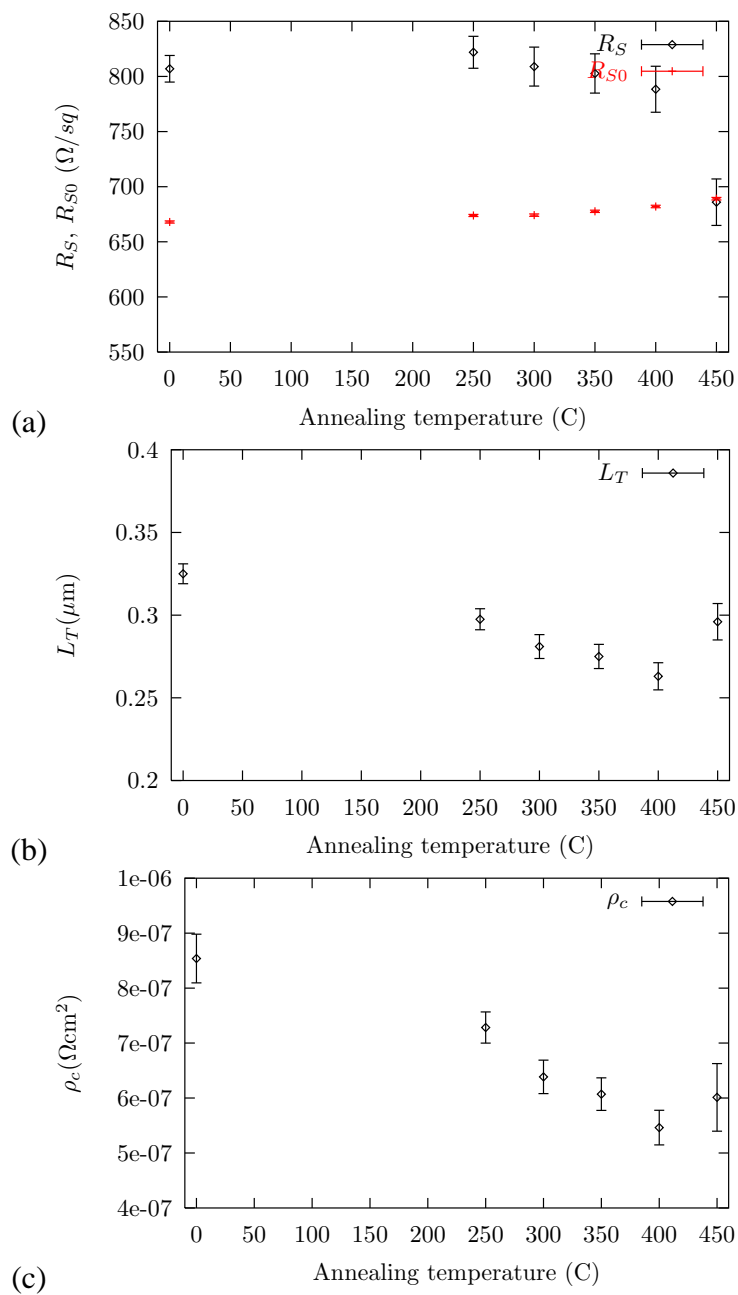 850
800
750
700
650
600
550
R_S, R_{S0} (Ω/sq)
R_S
R_{S0}
0 50 100 150 200 250 300 350 400 450
Annealing temperature (C)
(a)
0.4
0.35
0.3
0.25
0.2
L_T(μm)
L_T
0 50 100 150 200 250 300 350 400 450
Annealing temperature (C)
(b)
1e-06
9e-07
8e-07
7e-07
6e-07
5e-07
4e-07
ρ_c(Ωcm²)
ρ_c
0 50 100 150 200 250 300 350 400 450
Annealing temperature (C)
(c)